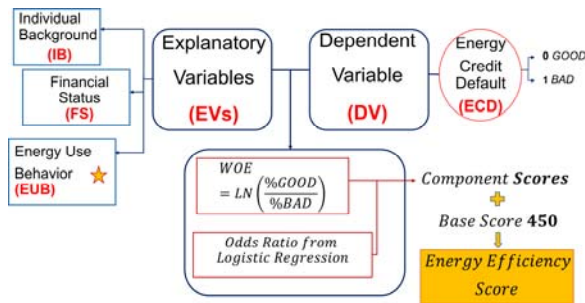 Individual
Background
(IB)
Financial
Status
(FS)
Energy Use
Behavior
(EUB)
Explanatory
Variables
(EVs)
Dependent
Variable
(DV)
Energy
Credit
Default
(ECD)
0 GOOD
1 BAD
WOE
= LN(%GOOD/%BAD)
Odds Ratio from
Logistic Regression
Component Scores
Base Score 450
Energy Efficiency
Score